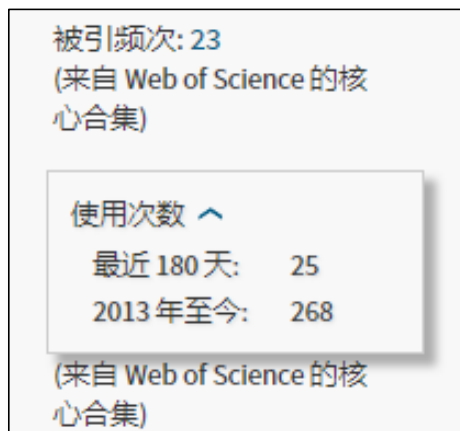 被引频次: 23
(来自 Web of Science 的核
心合集)
使用次数
最近 180 天: 25
2013 年至今: 268
(来自 Web of Science 的核
心合集)